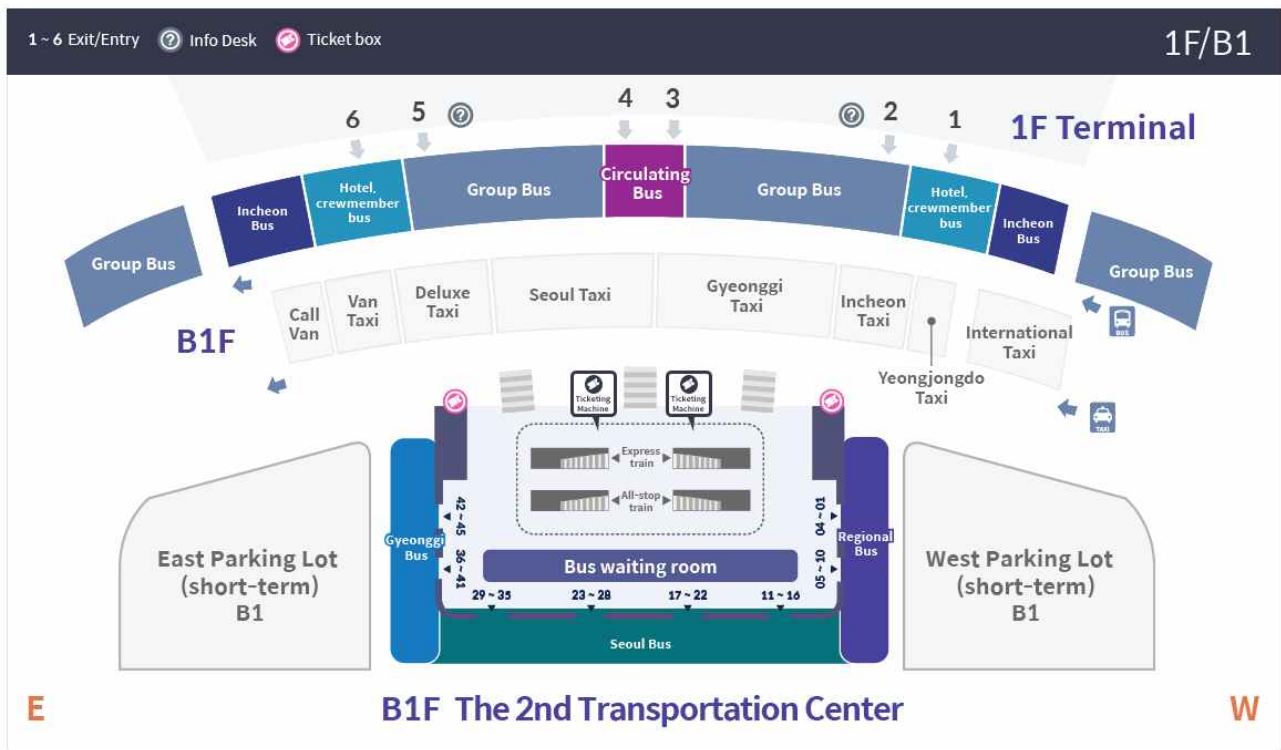 1 ~ 6 Exit/Entry
Info Desk
Ticket box
1F/B1
6
5
4
3
2
1
1F Terminal
Group Bus
Incheon
Bus
Hotel,
crewmember
bus
Group Bus
Circulating
Bus
Group Bus
Hotel,
crewmember
bus
Incheon
Bus
Group Bus
BUS
B1F
Call
Van
Van
Taxi
Deluxe
Taxi
Seoul Taxi
Gyeonggi
Taxi
Incheon
Taxi
Yeongjongdo
Taxi
International
Taxi
TAXI
Ticketing
Machine
Ticketing
Machine
Express
train
All-stop
train
42 ~ 45
36 ~ 41
04 ~ 01
05 ~ 10
Gyeonggi
Bus
Regional
Bus
Bus waiting room
29 ~ 35
23 ~ 28
17 ~ 22
11 ~ 16
Seoul Bus
East Parking Lot
(short-term)
B1
West Parking Lot
(short-term)
B1
E
B1F The 2nd Transportation Center
W